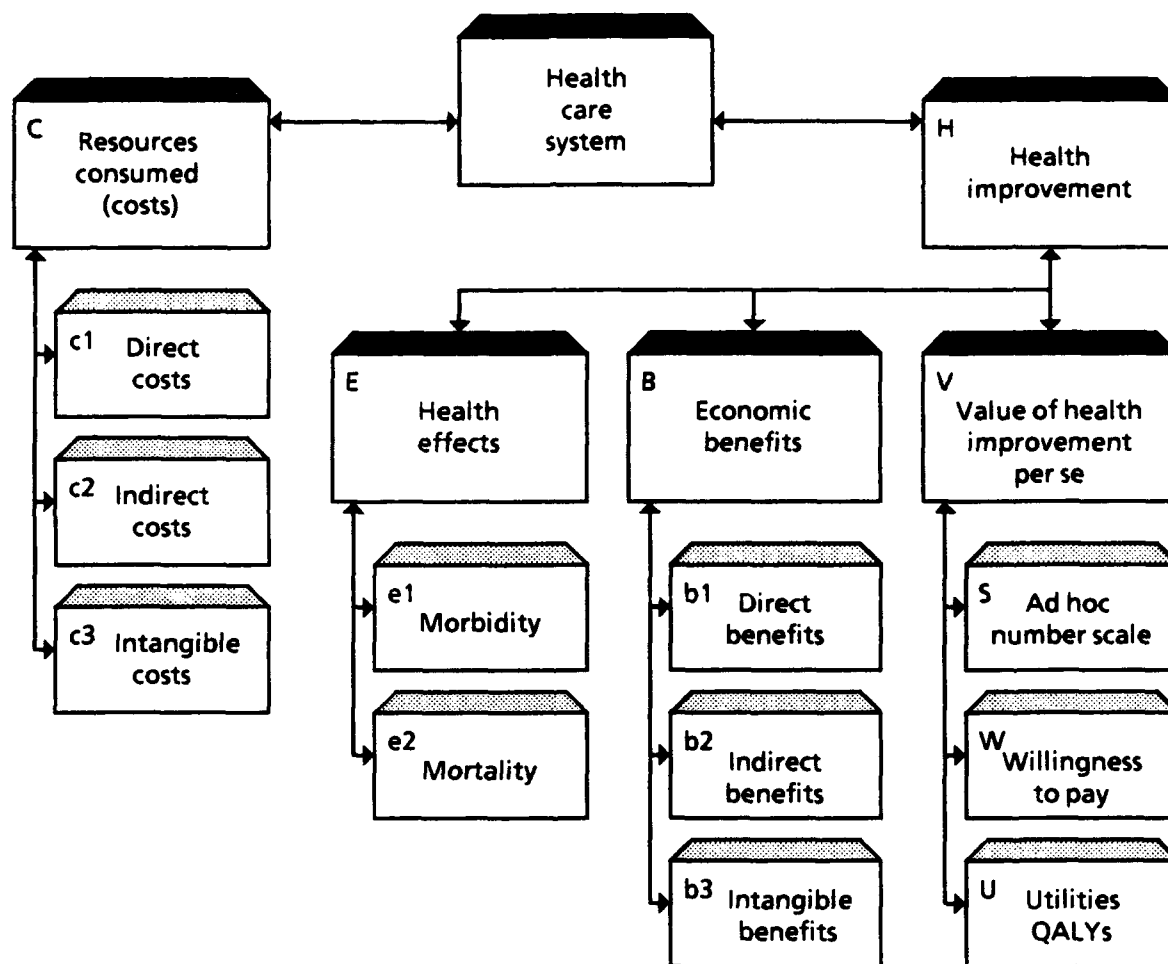 Health
care
system
C
Resources
consumed
(costs)
H
Health
improvement
c1
Direct
costs
c2
Indirect
costs
c3
Intangible
costs
E
Health
effects
e1
Morbidity
e2
Mortality
B
Economic
benefits
b1
Direct
benefits
b2
Indirect
benefits
b3
Intangible
benefits
V
Value of health
improvement
per se
S
Ad hoc
number scale
W
Willingness
to pay
U
Utilities
QALYs